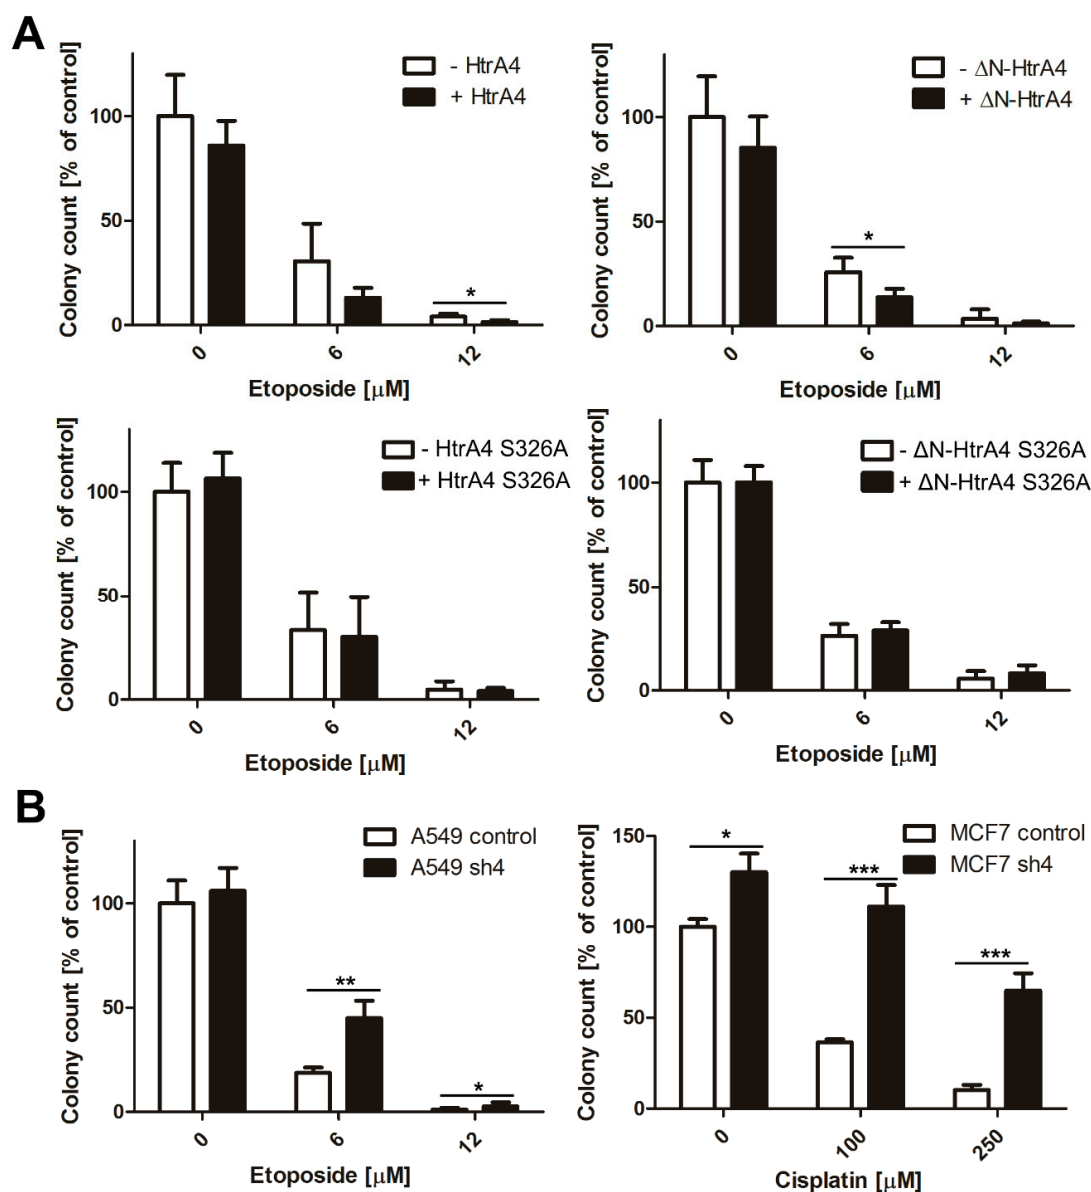 A
Colony count [% of control]
- HtrA4
+ HtrA4
100
50
0
0
6
12
*
Etoposide [µM]
Colony count [% of control]
- ΔN-HtrA4
+ ΔN-HtrA4
100
50
0
0
6
12
*
Etoposide [µM]
Colony count [% of control]
- HtrA4 S326A
+ HtrA4 S326A
100
50
0
0
6
12
Etoposide [µM]
Colony count [% of control]
- ΔN-HtrA4 S326A
+ ΔN-HtrA4 S326A
100
50
0
0
6
12
Etoposide [µM]
B
Colony count [% of control]
A549 control
A549 sh4
100
50
0
0
6
12
**
*
Etoposide [µM]
Colony count [% of control]
MCF7 control
MCF7 sh4
150
100
50
0
0
100
250
*
***
***
Cisplatin [µM]